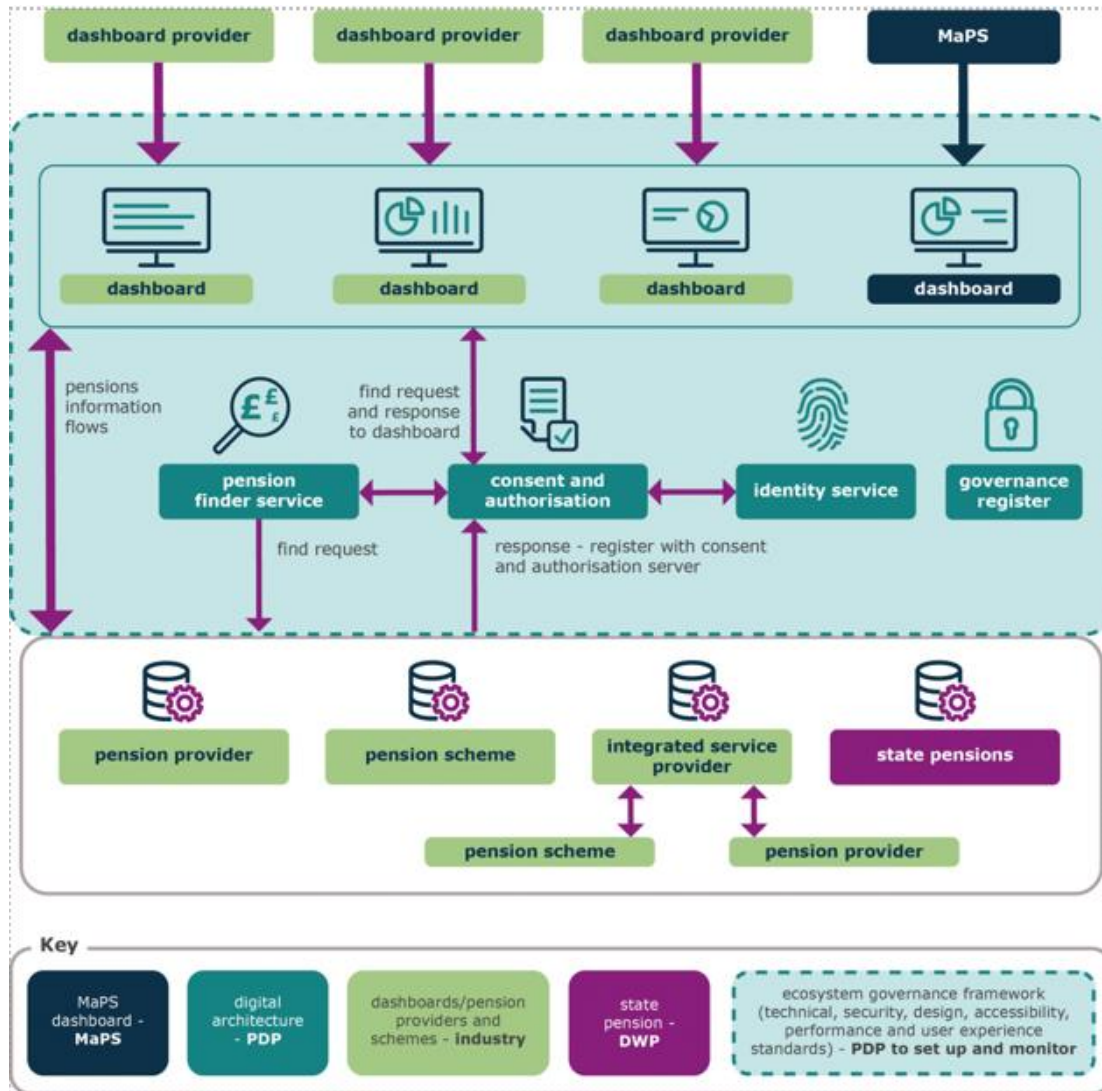 dashboard provider
dashboard provider
dashboard provider
MaPS
dashboard
dashboard
dashboard
dashboard
pensions
information
flows
££
£
find request
and response
to dashboard
pension
finder service
consent and
authorisation
identity service
governance
register
find request
response - register with consent
and authorisation server
pension provider
pension scheme
integrated service
provider
state pensions
pension scheme
pension provider
Key
MaPS
dashboard -
MaPS
digital
architecture
- PDP
dashboards/pension
providers and
schemes - industry
state
pension -
DWP
ecosystem governance framework
(technical, security, design, accessibility,
performance and user experience
standards) - PDP to set up and monitor